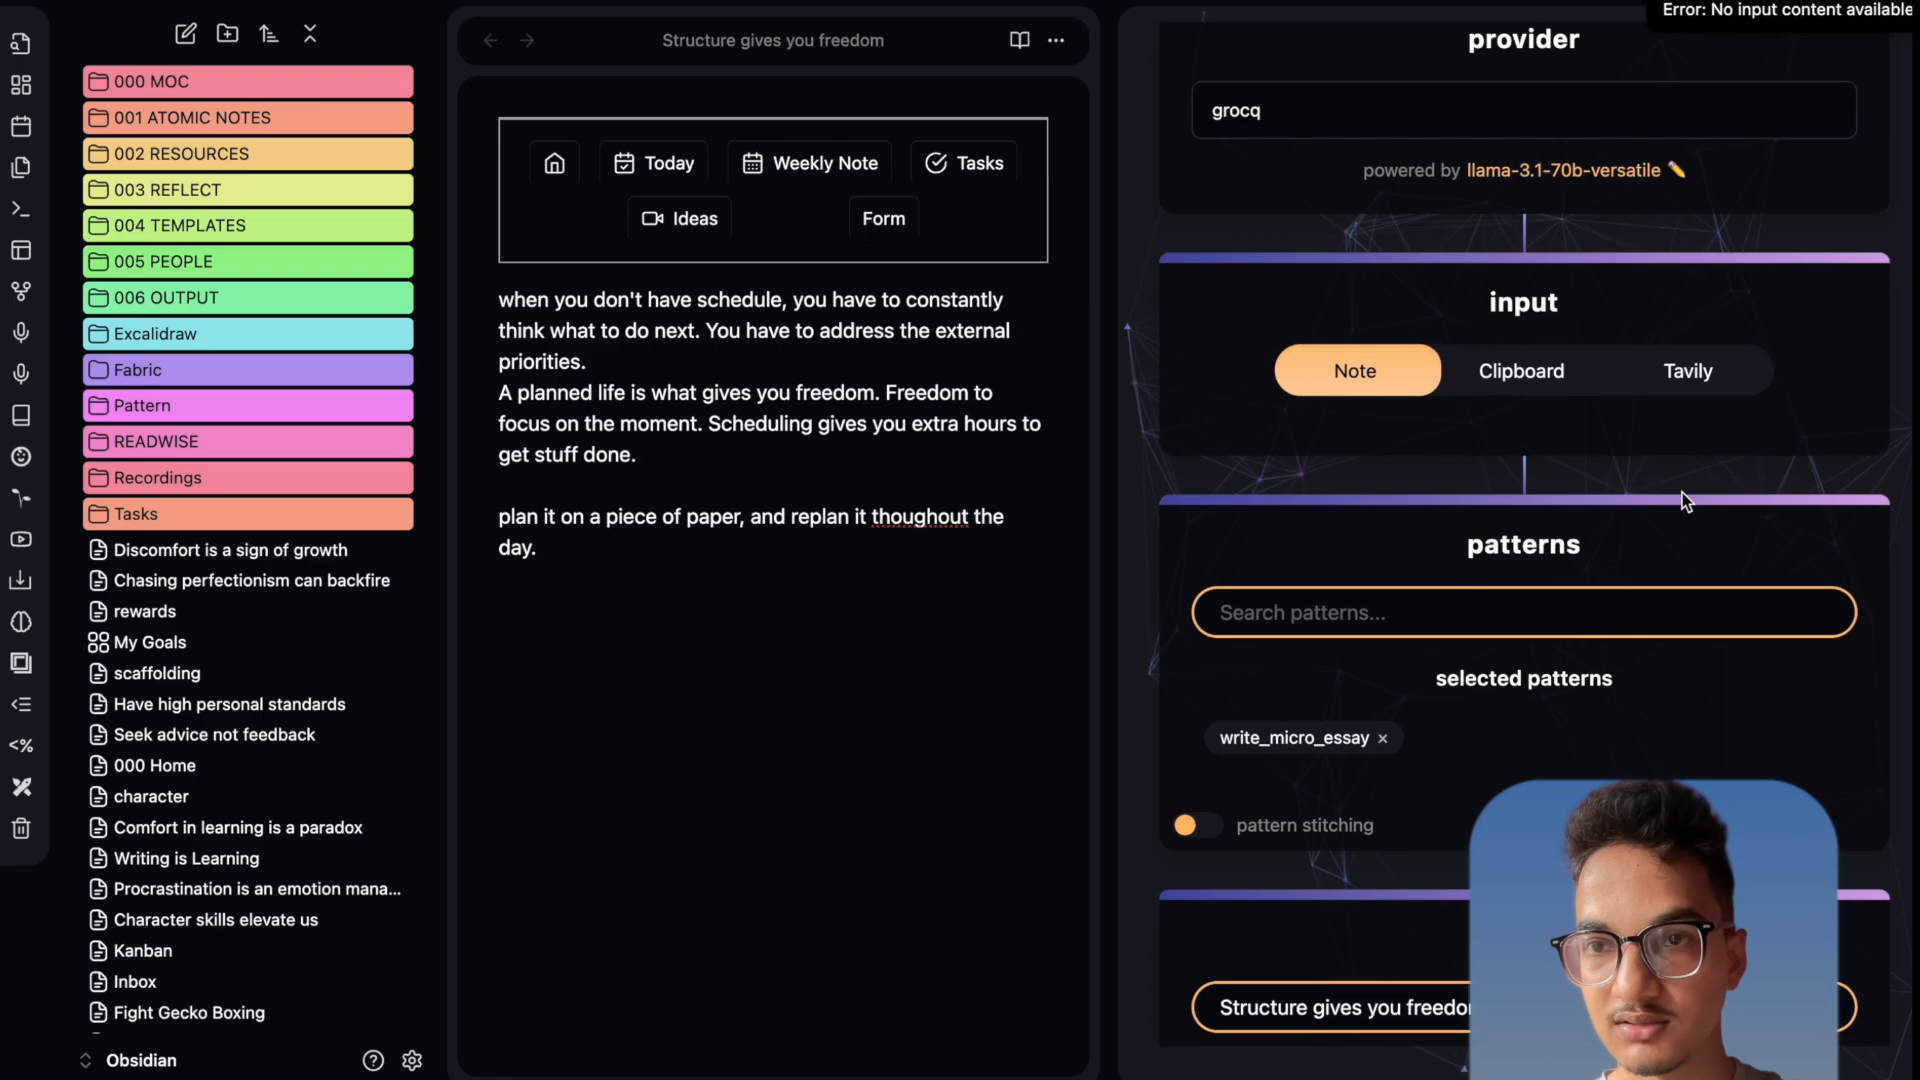 Error: No input content available
000 MOC
001 ATOMIC NOTES
002 RESOURCES
003 REFLECT
004 TEMPLATES
005 PEOPLE
006 OUTPUT
Excalidraw
Fabric
Pattern
READWISE
Recordings
Tasks
Discomfort is a sign of growth
Chasing perfectionism can backfire
rewards
My Goals
scaffolding
Have high personal standards
Seek advice not feedback
000 Home
character
Comfort in learning is a paradox
Writing is Learning
Procrastination is an emotion mana...
Character skills elevate us
Kanban
Inbox
Fight Gecko Boxing
Obsidian
Structure gives you freedom
Today
Weekly Note
Tasks
Ideas
Form
when you don't have schedule, you have to constantly
think what to do next. You have to address the external
priorities.
A planned life is what gives you freedom. Freedom to
focus on the moment. Scheduling gives you extra hours to
get stuff done.
plan it on a piece of paper, and replan it thoughout the
day.
provider
grocq
powered by llama-3.1-70b-versatile ✏️
input
Note
Clipboard
Tavily
patterns
Search patterns...
selected patterns
write_micro_essay ×
pattern stitching
Structure gives you freedo